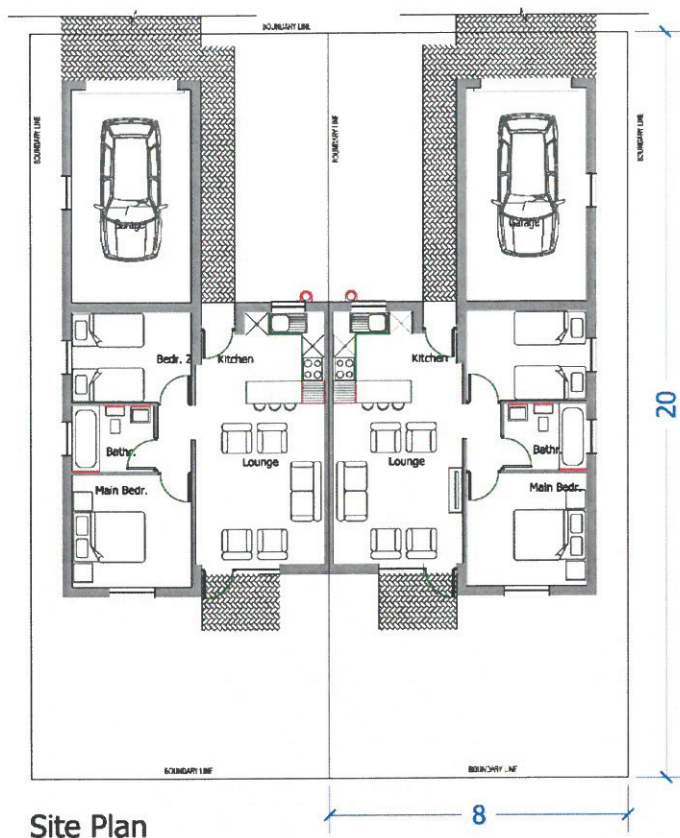 BOUNDARY LINE
BOUNDARY LINE
BOUNDARY LINE
BOUNDARY LINE
Garage
Garage
20
Bedr. 2
Kitchen
Kitchen
Bathr.
Lounge
Lounge
Bathr.
Main Bedr.
Main Bedr.
BOUNDARY LINE
BOUNDARY LINE
8
Site Plan